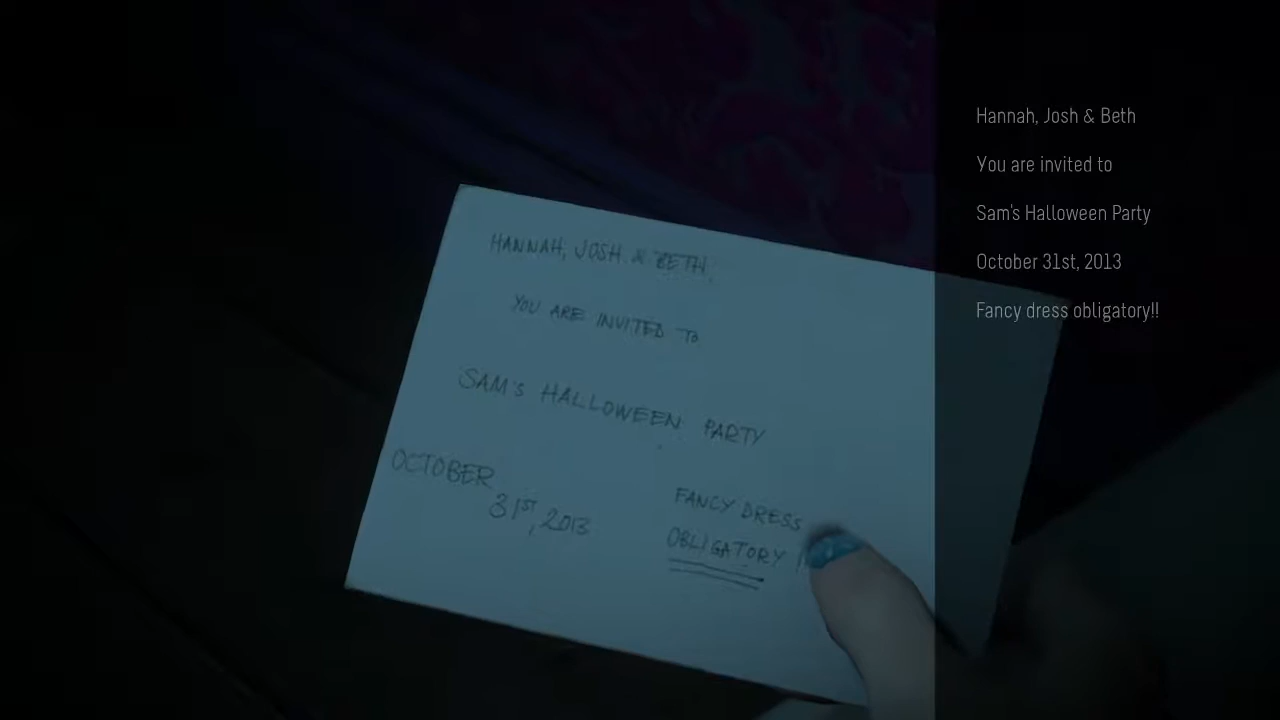 HANNAH, JOSH & BETH,
YOU ARE INVITED TO
SAM'S HALLOWEEN PARTY
OCTOBER
31ST, 2013
FANCY DRESS
OBLIGATORY
Hannah, Josh & Beth
You are invited to
Sam's Halloween Party
October 31st, 2013
Fancy dress obligatory!!